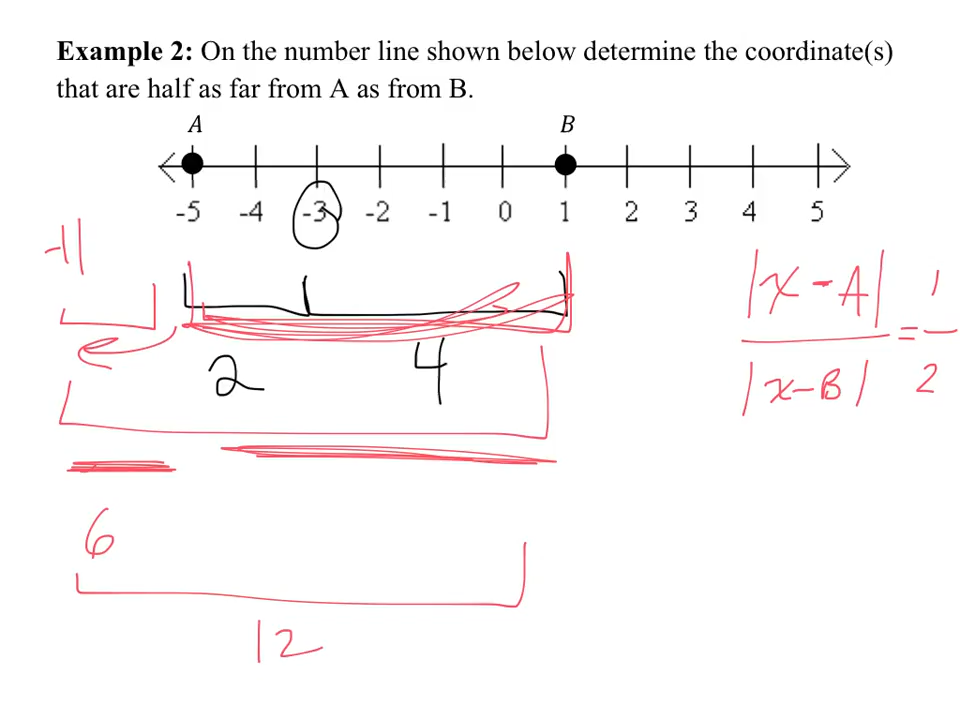 Example 2: On the number line shown below determine the coordinate(s)
that are half as far from A as from B.
A B
-5 -4 -3 -2 -1 0 1 2 3 4 5
-11
|x-A| 1
=
|x-B| 2
2 4
6
12